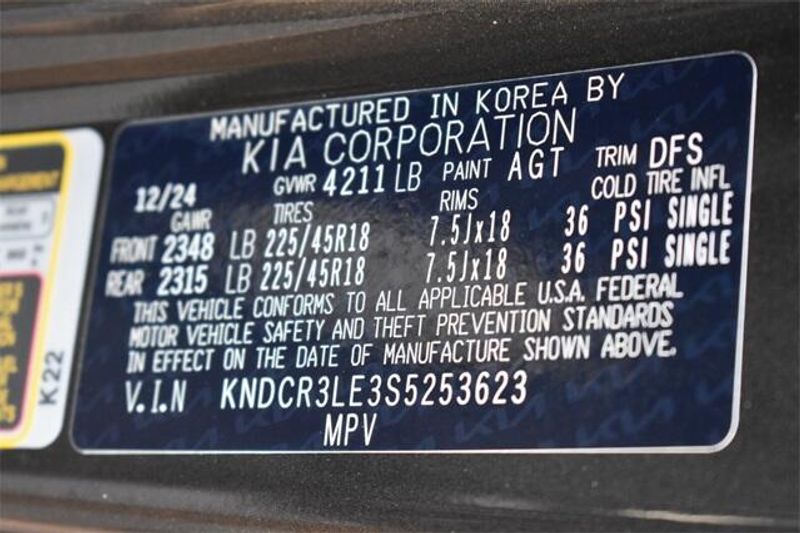 MANUFACTURED IN KOREA BY
KIA CORPORATION
12/24 GVWR 4211 LB PAINT AGT TRIM DFS
GAWR TIRES RIMS COLD TIRE INFL
FRONT 2348 LB 225/45R18 7.5Jx18 36 PSI SINGLE
REAR 2315 LB 225/45R18 7.5Jx18 36 PSI SINGLE
THIS VEHICLE CONFORMS TO ALL APPLICABLE U.S.A. FEDERAL
MOTOR VEHICLE SAFETY AND THEFT PREVENTION STANDARDS
IN EFFECT ON THE DATE OF MANUFACTURE SHOWN ABOVE.
V.I.N KNDCR3LE3S5253623
MPV
K22